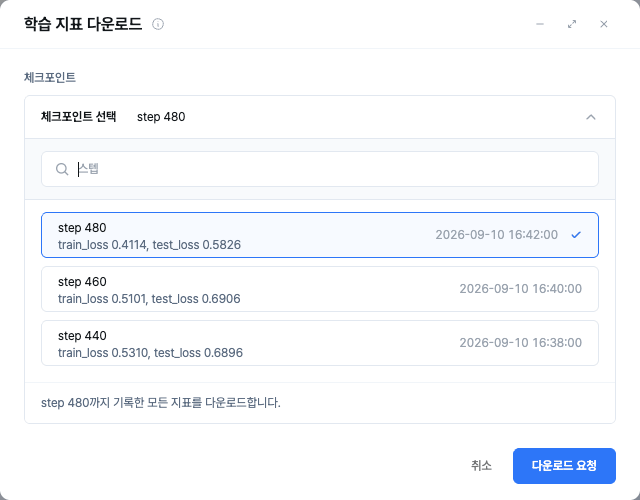 학습 지표 다운로드
체크포인트
체크포인트 선택 step 480
스텝
step 480
train_loss 0.4114, test_loss 0.5826
2026-09-10 16:42:00
step 460
train_loss 0.5101, test_loss 0.6906
2026-09-10 16:40:00
step 440
train_loss 0.5310, test_loss 0.6896
2026-09-10 16:38:00
step 480까지 기록한 모든 지표를 다운로드합니다.
취소
다운로드 요청